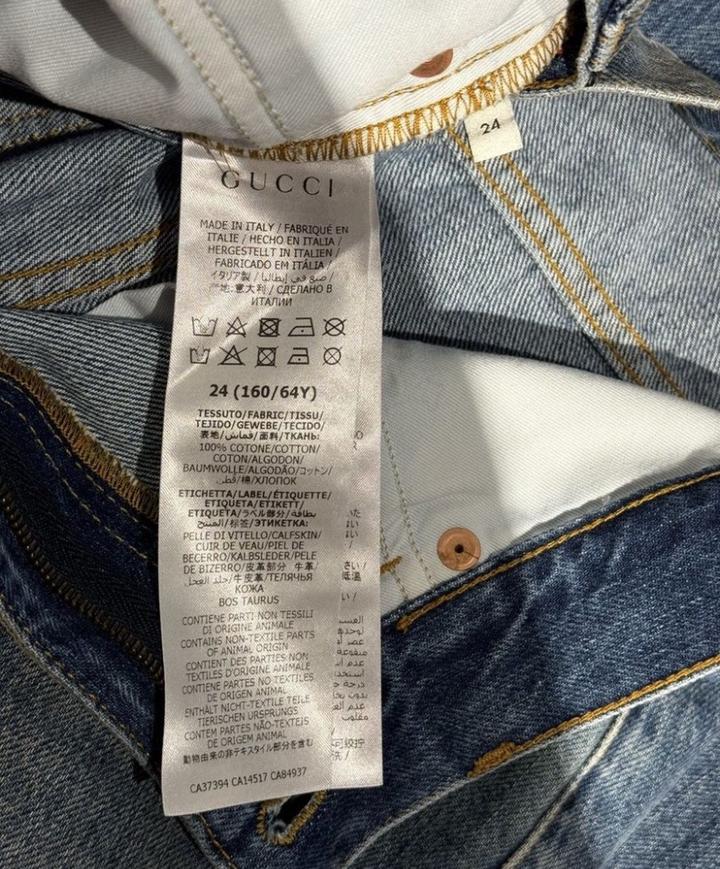 24
GUCCI
MADE IN ITALY / FABRIQUÉ EN
ITALIE / HECHO EN ITALIA /
HERGESTELLT IN ITALIEN /
FABRICADO EM ITÁLIA /
イタリア製 / صنع في إيطاليا /
地:意大利 / СДЕЛАНО В
ИТАЛИИ
24 (160/64Y)
TESSUTO/FABRIC/TISSU/
TEJIDO/GEWEBE/TECIDO/
表地/قماش/面料/ТКАНЬ:
100% COTONE/COTTON/
COTON/ALGODON/
BAUMWOLLE/ALGODÃO/コットン/
قطن/棉/ХЛОПОК
ETICHETTA/LABEL/ÉTIQUETTE/
ETIQUETA/ETIKETT/
ETIQUETA/ラベル部分/بطاقة
المنتج/标签/ЭТИКЕТКА:
PELLE DI VITELLO/CALFSKIN/
CUIR DE VEAU/PIEL DE
BECERRO/KALBSLEDER/PELE
DE BIZERRO/皮革部分 牛革/
جلد العجل/牛皮革/ТЕЛЯЧЬЯ
КОЖА
BOS TAURUS
CONTIENE PARTI NON TESSILI
DI ORIGINE ANIMALE
CONTAINS NON-TEXTILE PARTS
OF ANIMAL ORIGIN
CONTIENT DES PARTIES NON
TEXTILES D'ORIGINE ANIMALE
CONTIENE PARTES NO TEXTILES
DE ORIGEN ANIMAL
ENTHÄLT NICHT-TEXTILE TEILE
TIERISCHEN URSPRUNGS
CONTEM PARTES NÃO-TEXTEIS
DE ORIGEM ANIMAL
動物由来の非テキスタイル部分を含む
CA37394 CA14517 CA84937